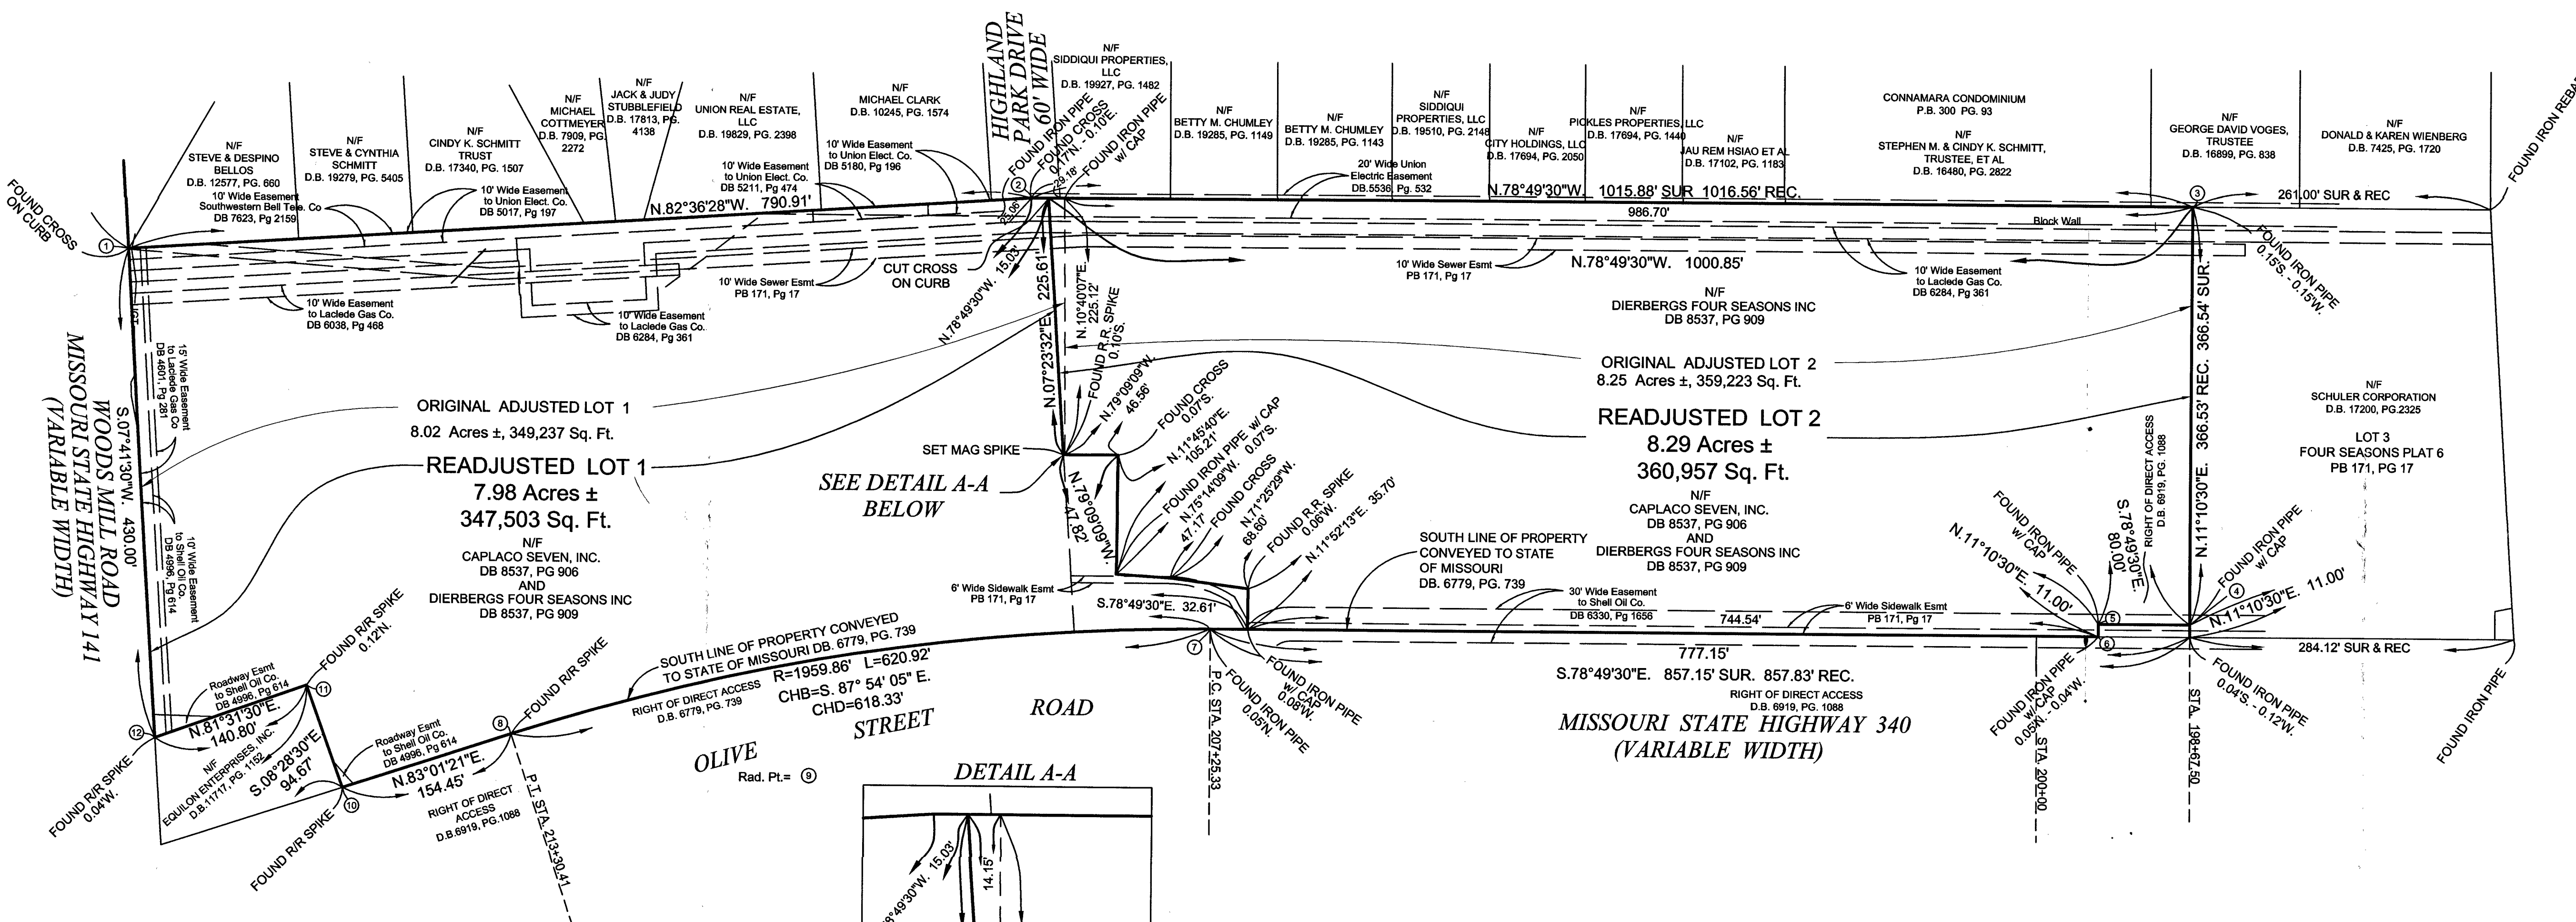 HIGHLAND
PARK DRIVE
60' WIDE
N/F
STEVE & DESPINO
BELLOS
D.B. 12577, PG. 660
10' Wide Easement
Southwestern Bell Tele. Co
DB 7623, Pg 2159
N/F
STEVE & CYNTHIA
SCHMITT
D.B. 19279, PG. 5405
N/F
CINDY K. SCHMITT
TRUST
D.B. 17340, PG. 1507
10' Wide Easement
to Union Elect. Co.
DB 5017, Pg 197
N/F
MICHAEL
COTTMEYER
D.B. 7909, PG.
2272
N/F
JACK & JUDY
STUBBLEFIELD
D.B. 17813, PG.
4138
N/F
UNION REAL ESTATE,
LLC
D.B. 19829, PG. 2398
10' Wide Easement
to Union Elect. Co.
DB 5211, Pg 474
N/F
MICHAEL CLARK
D.B. 10245, PG. 1574
10' Wide Easement
to Union Elect. Co.
DB 5180, Pg 196
N/F
SIDDIQUI PROPERTIES,
LLC
D.B. 19927, PG. 1482
FOUND IRON PIPE
FOUND CROSS
0.17'N. - 0.10'E.
FOUND IRON PIPE
w/ CAP
N/F
BETTY M. CHUMLEY
D.B. 19285, PG. 1149
N/F
BETTY M. CHUMLEY
D.B. 19285, PG. 1143
20' Wide Union
Electric Easement
DB.5536, Pg. 532
N/F
SIDDIQUI
PROPERTIES, LLC
D.B. 19510, PG. 2148
N/F
CITY HOLDINGS, LLC
D.B. 17694, PG. 2050
N/F
PICKLES PROPERTIES, LLC
D.B. 17694, PG. 1440
N/F
JAU REM HSIAO ET AL
D.B. 17102, PG. 1183
CONNAMARA CONDOMINIUM
P.B. 300 PG. 93
N/F
STEPHEN M. & CINDY K. SCHMITT,
TRUSTEE, ET AL
D.B. 16480, PG. 2822
N/F
GEORGE DAVID VOGES,
TRUSTEE
D.B. 16899, PG. 838
N/F
DONALD & KAREN WIENBERG
D.B. 7425, PG. 1720
FOUND IRON REBAR
FOUND CROSS
ON CURB
1
N.82°36'28"W. 790.91'
2
29.18'
25.06'
N.78°49'30"W. 1015.88' SUR 1016.56' REC.
986.70'
3
261.00' SUR & REC
Block Wall
FOUND IRON PIPE
0.15'S. - 0.15'W.
CUT CROSS
ON CURB
N.78°49'30"W. 15.03'
10' Wide Sewer Esmt
PB 171, Pg 17
10' Wide Sewer Esmt
PB 171, Pg 17
N.78°49'30"W. 1000.85'
10' Wide Easement
to Laclede Gas Co.
DB 6284, Pg 361
10' Wide Easement
to Laclede Gas Co.
DB 6038, Pg 468
10' Wide Easement
to Laclede Gas Co.
DB 6284, Pg 361
N.07°23'32"E. 225.61'
N.10°40'07"E.
225.12'
FOUND R.R. SPIKE
0.10'S.
N/F
DIERBERGS FOUR SEASONS INC
DB 8537, PG 909
ORIGINAL ADJUSTED LOT 2
8.25 Acres ±, 359,223 Sq. Ft.
READJUSTED LOT 2
8.29 Acres ±
360,957 Sq. Ft.
N/F
CAPLACO SEVEN, INC.
DB 8537, PG 906
AND
DIERBERGS FOUR SEASONS INC
DB 8537, PG 909
N.11°10'30"E. 366.53' REC. 366.54' SUR.
N/F
SCHULER CORPORATION
D.B. 17200, PG.2325
LOT 3
FOUR SEASONS PLAT 6
PB 171, PG 17
WOODS MILL ROAD
MISSOURI STATE HIGHWAY 141
(VARIABLE WIDTH)
S.07°41'30"W. 430.00'
15' Wide Easement
to Laclede Gas Co
DB 4601, Pg 281
10' Wide Easement
to Shell Oil Co.
DB 4996, Pg 614
ORIGINAL ADJUSTED LOT 1
8.02 Acres ±, 349,237 Sq. Ft.
READJUSTED LOT 1
7.98 Acres ±
347,503 Sq. Ft.
N/F
CAPLACO SEVEN, INC.
DB 8537, PG 906
AND
DIERBERGS FOUR SEASONS INC
DB 8537, PG 909
SET MAG SPIKE
SEE DETAIL A-A
BELOW
N.79°09'09"W.
46.56'
FOUND CROSS
0.07'S.
N.11°45'40"E.
105.21'
FOUND IRON PIPE w/ CAP
N.75°14'09"W. 0.07'S.
47.17'
FOUND CROSS
N.71°25'29"W.
68.60'
FOUND R.R. SPIKE
0.06'W.
N.11°52'13"E. 35.70'
N.79°09'09"W.
47.82'
6' Wide Sidewalk Esmt
PB 171, Pg 17
S.78°49'30"E. 32.61'
SOUTH LINE OF PROPERTY
CONVEYED TO STATE
OF MISSOURI
DB. 6779, PG. 739
30' Wide Easement
to Shell Oil Co.
DB 6330, Pg 1656
744.54'
6' Wide Sidewalk Esmt
PB 171, Pg 17
FOUND IRON PIPE
w/ CAP
N.11°10'30"E.
11.00'
S.78°49'30"E.
80.00'
RIGHT OF DIRECT ACCESS
D.B. 6919, PG. 1088
FOUND IRON PIPE
w/ CAP
4
N.11°10'30"E. 11.00'
5
6
7
777.15'
S.78°49'30"E. 857.15' SUR. 857.83' REC.
RIGHT OF DIRECT ACCESS
D.B. 6919, PG. 1088
MISSOURI STATE HIGHWAY 340
(VARIABLE WIDTH)
284.12' SUR & REC
FOUND IRON PIPE
FOUND IRON PIPE
w/ CAP
0.05'N. - 0.04'W.
STA. 200+00
STA. 198+67.50
FOUND IRON PIPE
0.04'S. - 0.12'W.
FOUND IRON PIPE
w/ CAP
0.08'W.
FOUND IRON PIPE
0.05'N.
P.C. STA. 207+25.33
SOUTH LINE OF PROPERTY CONVEYED
TO STATE OF MISSOURI DB. 6779, PG. 739
R=1959.86' L=620.92'
CHB=S. 87° 54' 05" E.
CHD=618.33'
RIGHT OF DIRECT ACCESS
D.B. 6779, PG. 739
OLIVE STREET ROAD
Rad. Pt.= 9
FOUND R/R SPIKE
8
FOUND R/R SPIKE
0.12'N.
11
Roadway Esmt
to Shell Oil Co.
DB 4996, Pg 614
N.81°31'30"E.
140.80'
12
FOUND R/R SPIKE
0.04'W.
N/F
EQUILON ENTERPRISES, INC.
D.B.11717, PG. 1152
S.08°28'30"E.
94.67'
Roadway Esmt
to Shell Oil Co.
DB 4996, Pg 614
N.83°01'21"E.
154.45'
10
FOUND R/R SPIKE
RIGHT OF DIRECT
ACCESS
D.B.6919, PG.1088
P.T. STA. 213+30.41
DETAIL A-A
8°49'30"W. 15.03'
14.15'